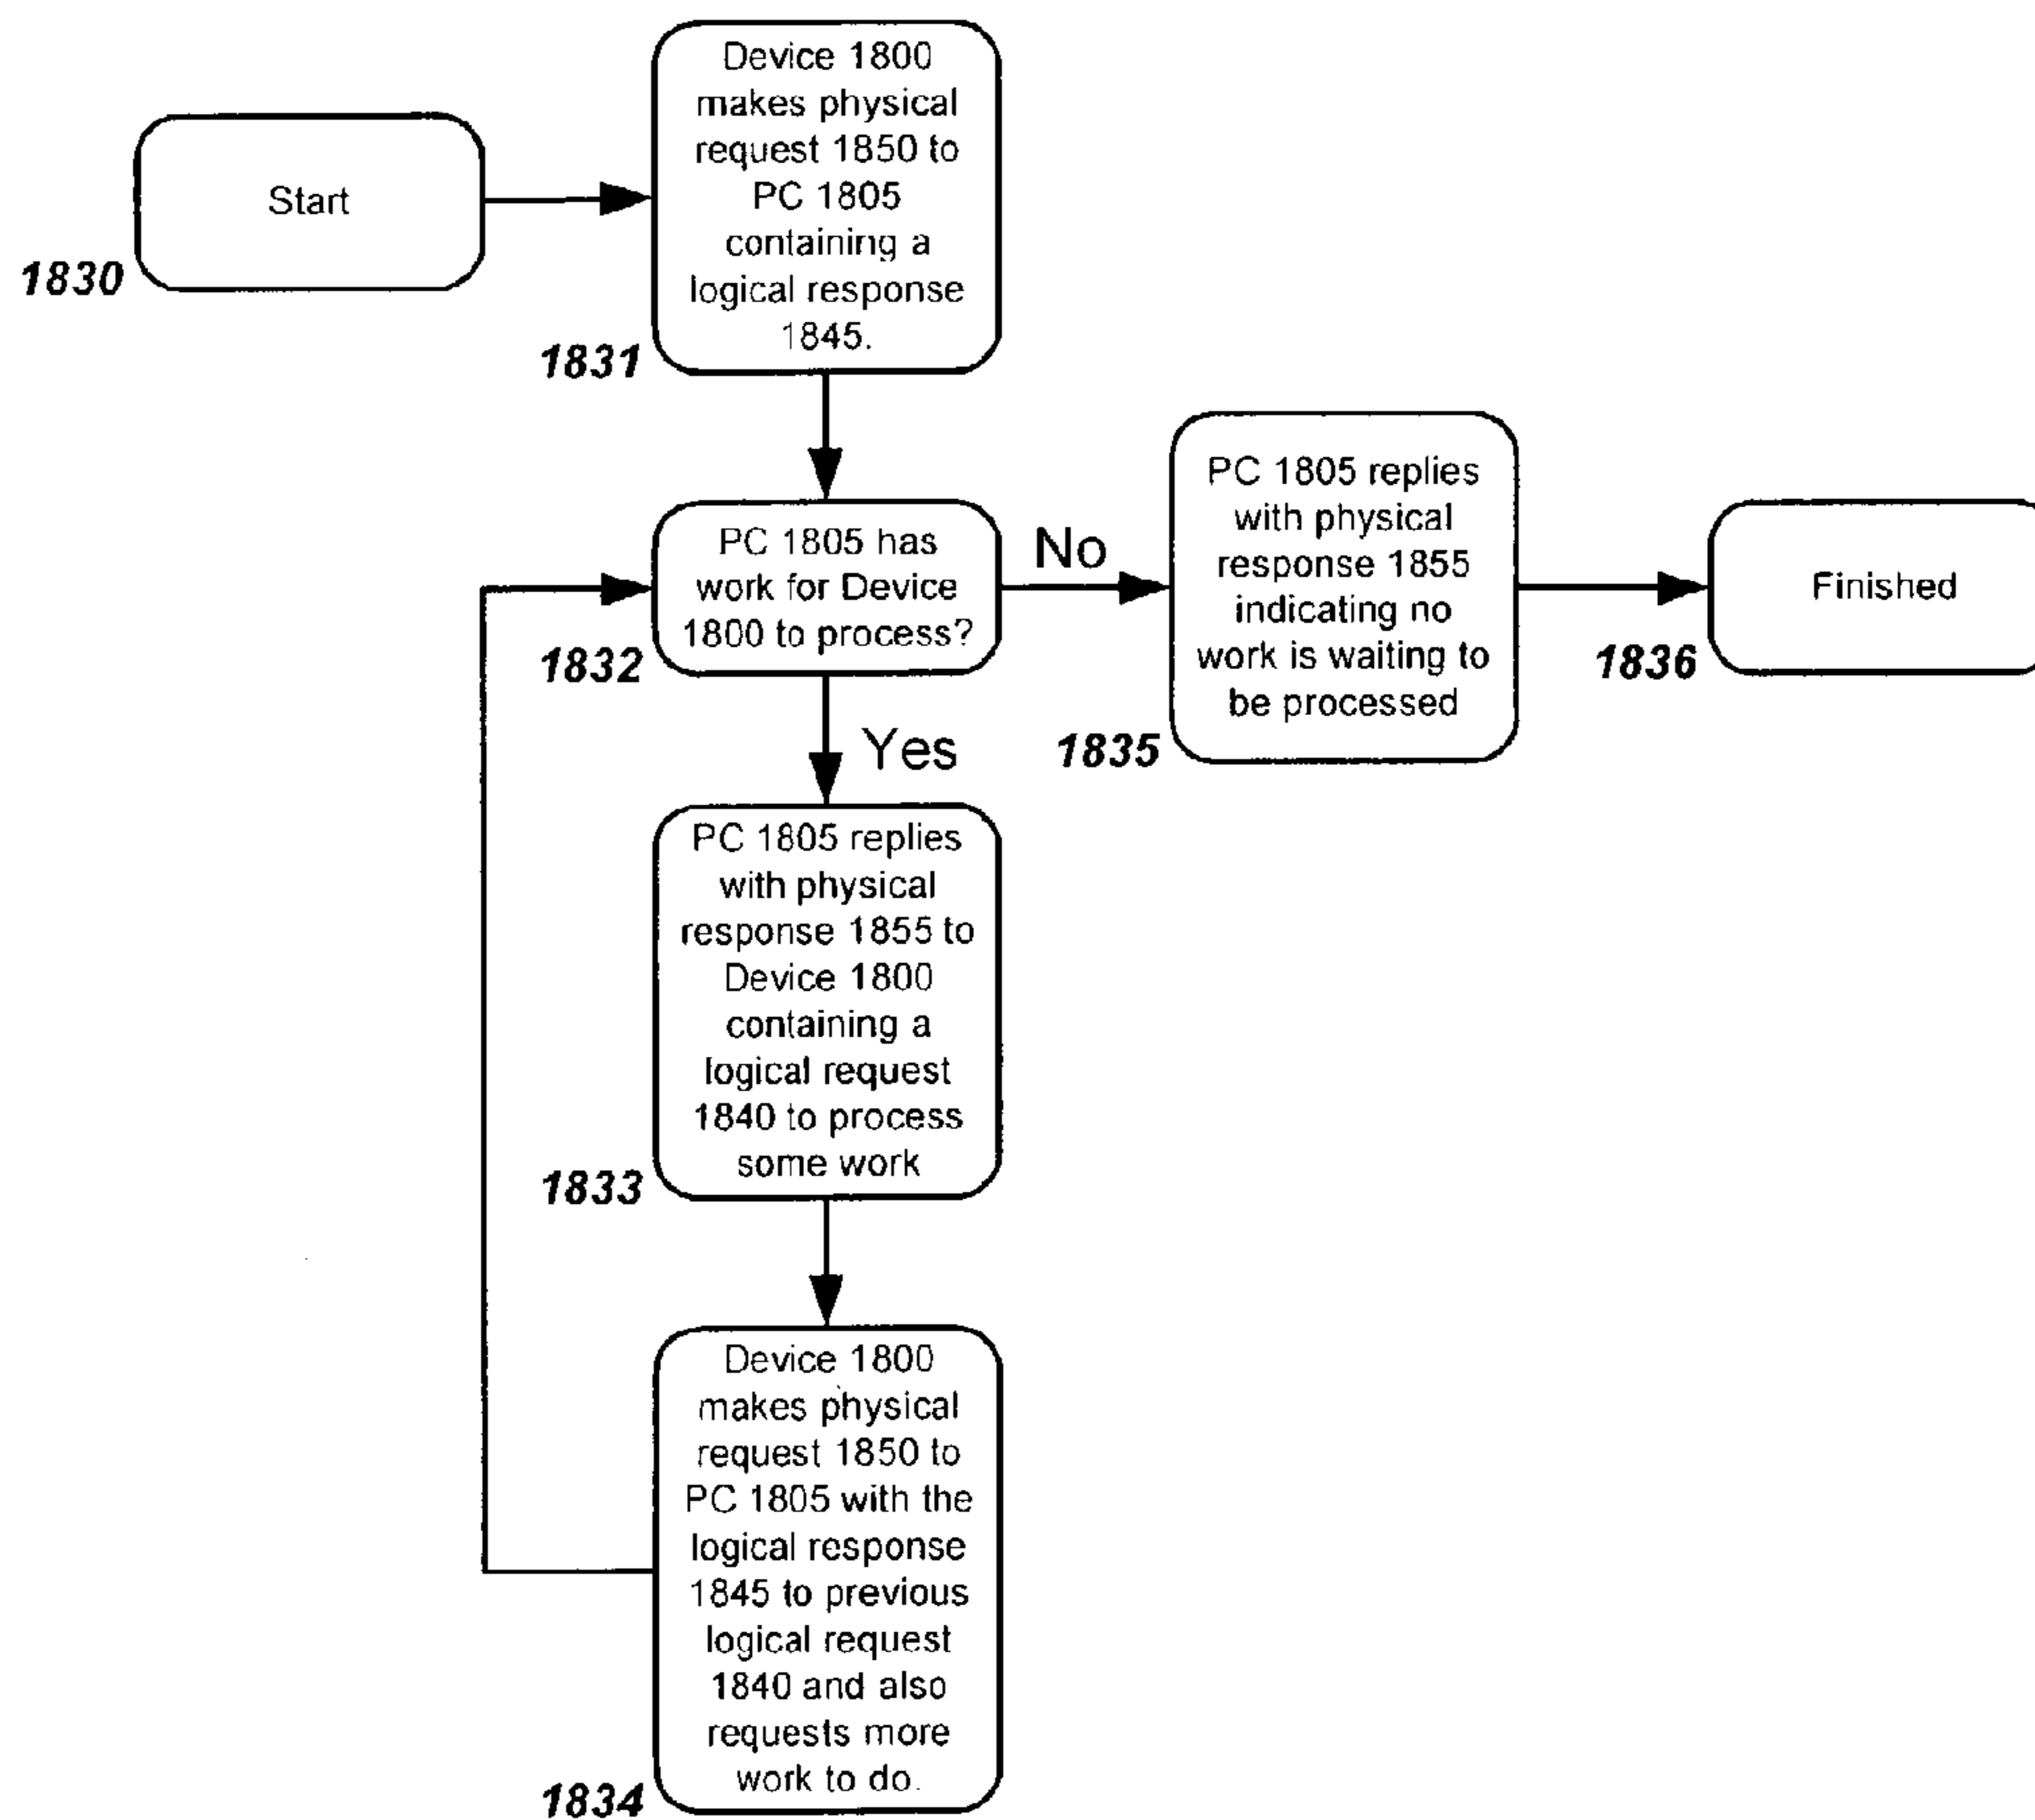 Start
1830
Device 1800
makes physical
request 1850 to
PC 1805
containing a
logical response
1845.
1831
PC 1805 has
work for Device
1800 to process?
1832
No
PC 1805 replies
with physical
response 1855
indicating no
work is waiting to
be processed
1835
Finished
1836
Yes
PC 1805 replies
with physical
response 1855 to
Device 1800
containing a
logical request
1840 to process
some work
1833
Device 1800
makes physical
request 1850 to
PC 1805 with the
logical response
1845 to previous
logical request
1840 and also
requests more
work to do.
1834